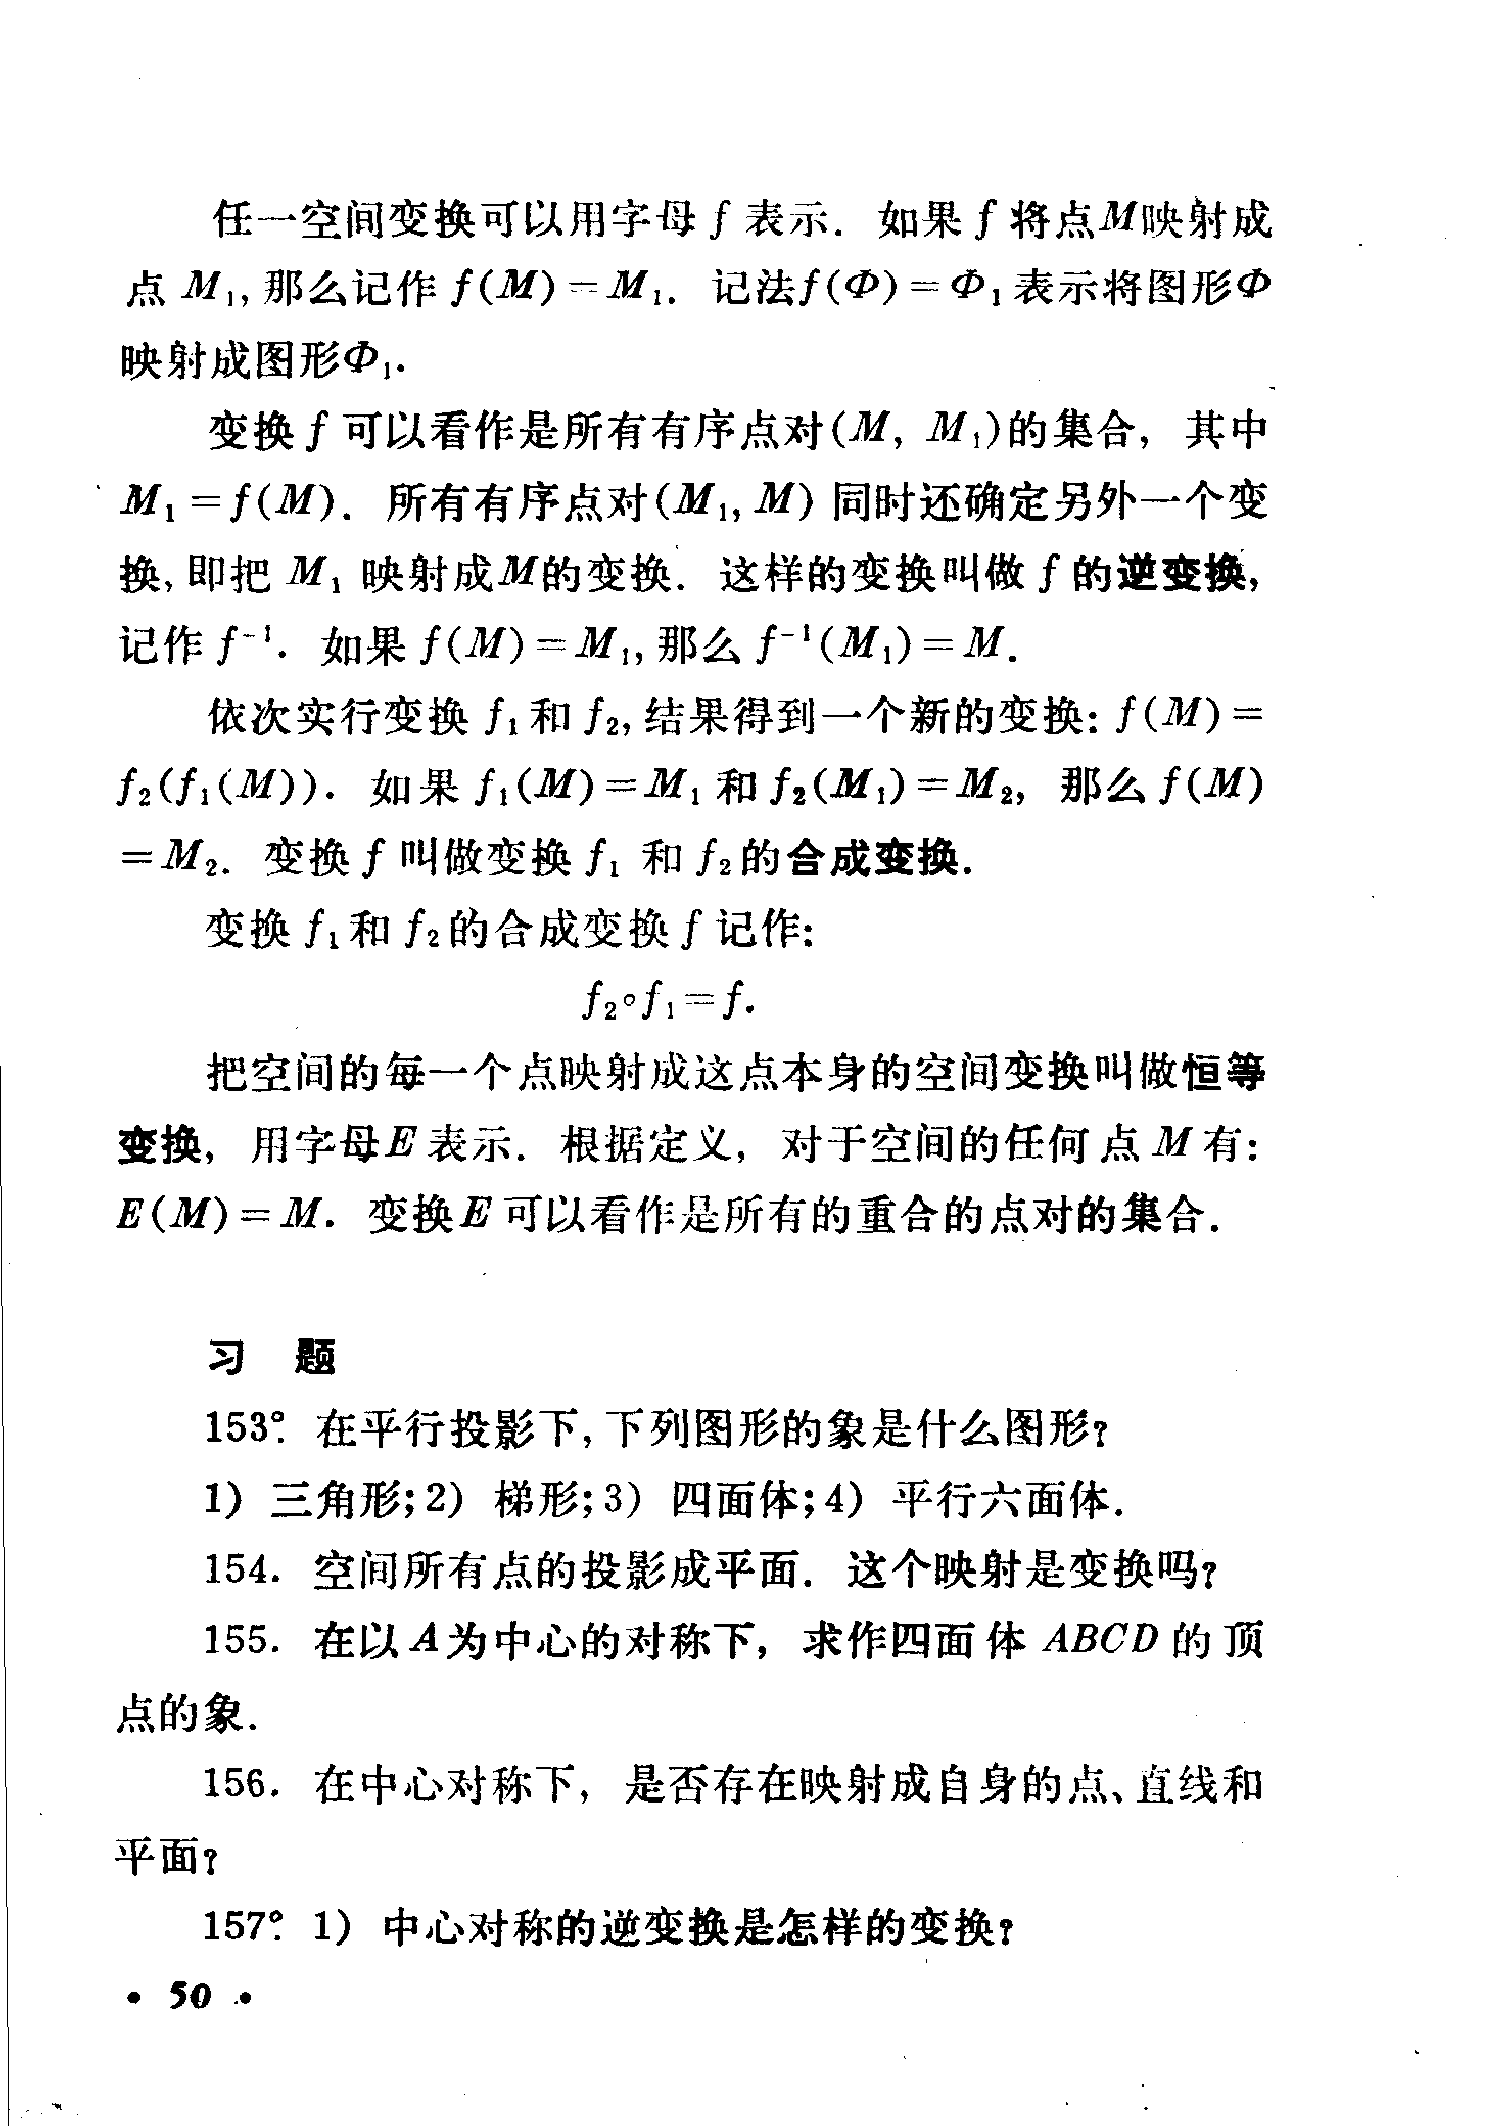 任一空间变换可以用字母 f 表示．如果 f 将点M映射成
点 M₁,那么记作 f(M)=M₁．记法f(Φ)=Φ₁表示将图形Φ
映射成图形Φ₁．
变换 f 可以看作是所有有序点对(M, M₁)的集合，其中
M₁=f(M)．所有有序点对(M₁, M) 同时还确定另外一个变
换,即把 M₁ 映射成M的变换．这样的变换叫做 f 的逆变换,
记作 f⁻¹．如果 f(M)=M₁,那么 f⁻¹(M₁)=M．
依次实行变换 f₁和 f₂,结果得到一个新的变换: f(M)=
f₂(f₁(M))．如果 f₁(M)=M₁ 和 f₂(M₁)=M₂，那么 f(M)
=M₂．变换 f 叫做变换 f₁ 和 f₂的合成变换．
变换 f₁和 f₂的合成变换 f 记作:
f₂∘f₁=f．
把空间的每一个点映射成这点本身的空间变换叫做恒等
变换，用字母E 表示．根据定义，对于空间的任何点 M 有:
E(M)=M．变换E 可以看作是所有的重合的点对的集合．
习 题
153°．在平行投影下,下列图形的象是什么图形?
1) 三角形; 2) 梯形; 3) 四面体; 4) 平行六面体．
154．空间所有点的投影成平面．这个映射是变换吗?
155．在以A为中心的对称下，求作四面体 ABCD 的顶
点的象．
156．在中心对称下，是否存在映射成自身的点、直线和
平面?
157°．1) 中心对称的逆变换是怎样的变换?
• 50 •